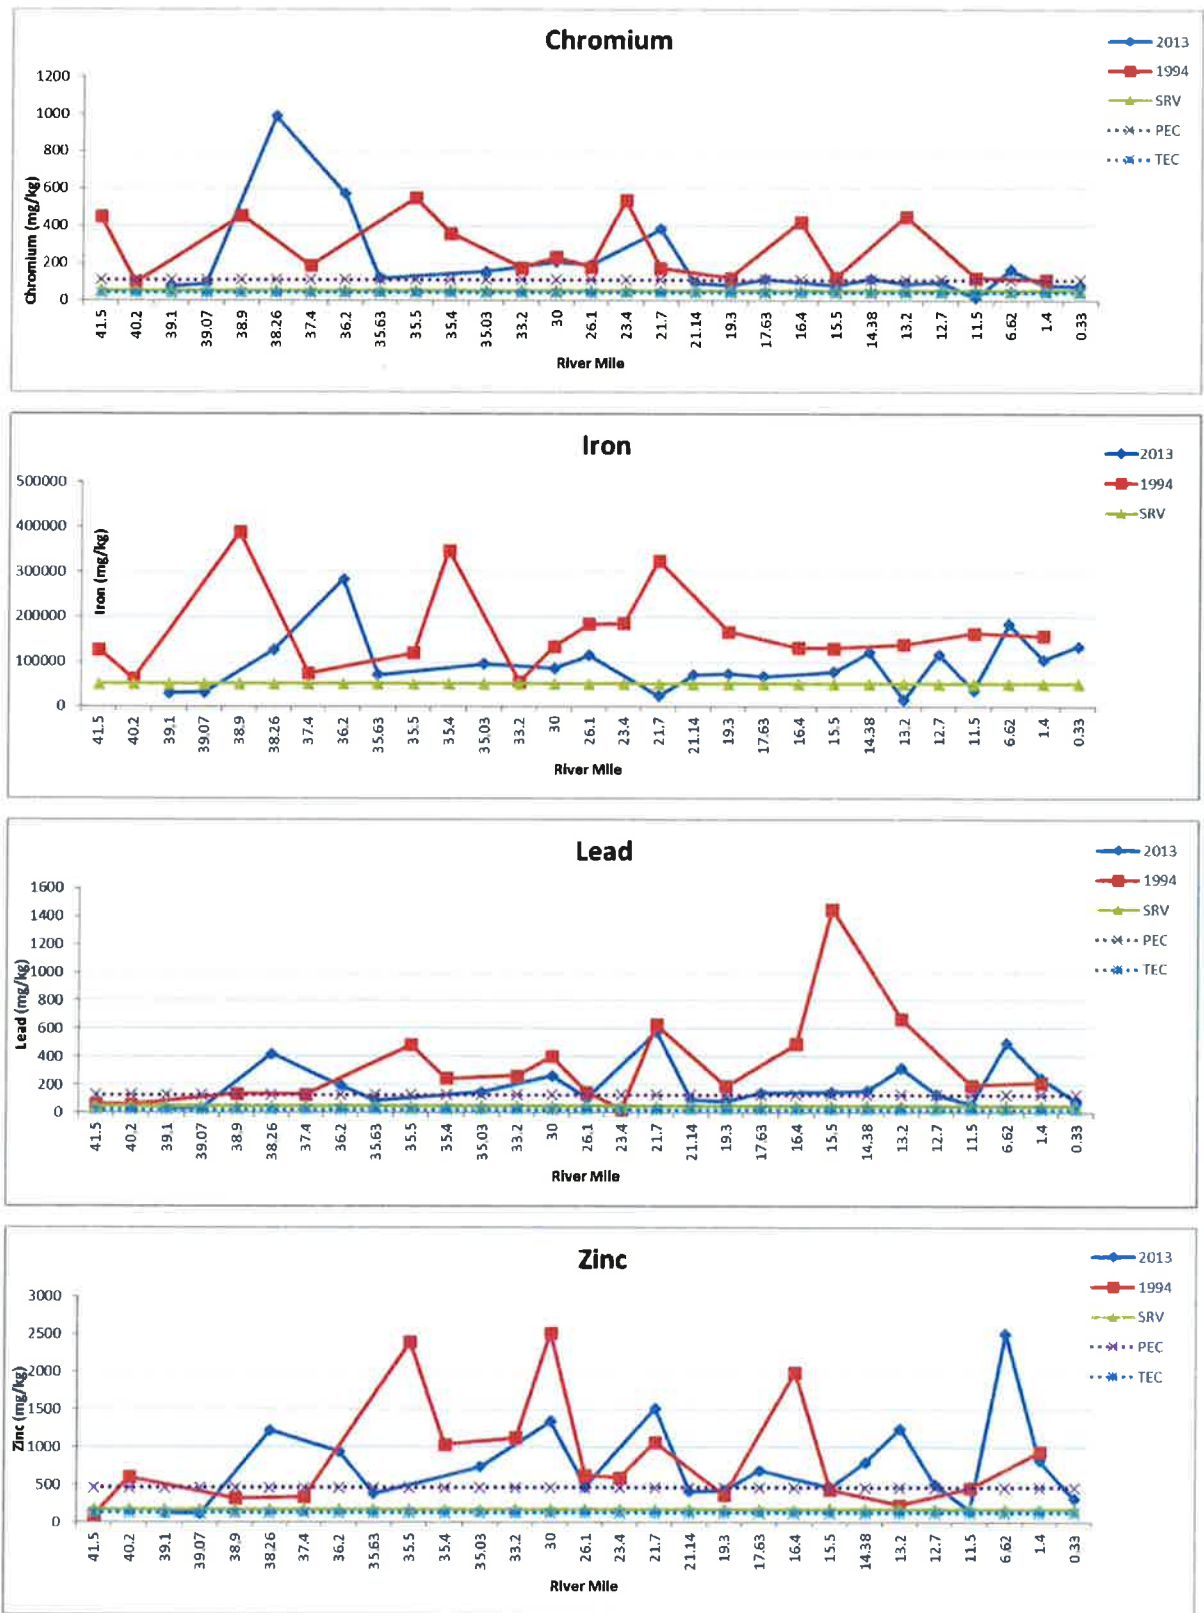 Chromium
2013
1994
SRV
PEC
TEC
1200
1000
800
600
400
200
0
Chromium (mg/kg)
41.5 40.2 39.1 39.07 38.9 38.26 37.4 36.2 35.63 35.5 35.4 35.03 33.2 30 26.1 23.4 21.7 21.14 19.3 17.63 16.4 15.5 14.38 13.2 12.7 11.5 6.62 1.4 0.33
River Mile
Iron
2013
1994
SRV
500000
400000
300000
200000
100000
0
Iron (mg/kg)
41.5 40.2 39.1 39.07 38.9 38.26 37.4 36.2 35.63 35.5 35.4 35.03 33.2 30 26.1 23.4 21.7 21.14 19.3 17.63 16.4 15.5 14.38 13.2 12.7 11.5 6.62 1.4 0.33
River Mile
Lead
2013
1994
SRV
PEC
TEC
1600
1400
1200
1000
800
600
400
200
0
Lead (mg/kg)
41.5 40.2 39.1 39.07 38.9 38.26 37.4 36.2 35.63 35.5 35.4 35.03 33.2 30 26.1 23.4 21.7 21.14 19.3 17.63 16.4 15.5 14.38 13.2 12.7 11.5 6.62 1.4 0.33
River Mile
Zinc
2013
1994
SRV
PEC
TEC
3000
2500
2000
1500
1000
500
0
Zinc (mg/kg)
41.5 40.2 39.1 39.07 38.9 38.26 37.4 36.2 35.63 35.5 35.4 35.03 33.2 30 26.1 23.4 21.7 21.14 19.3 17.63 16.4 15.5 14.38 13.2 12.7 11.5 6.62 1.4 0.33
River Mile